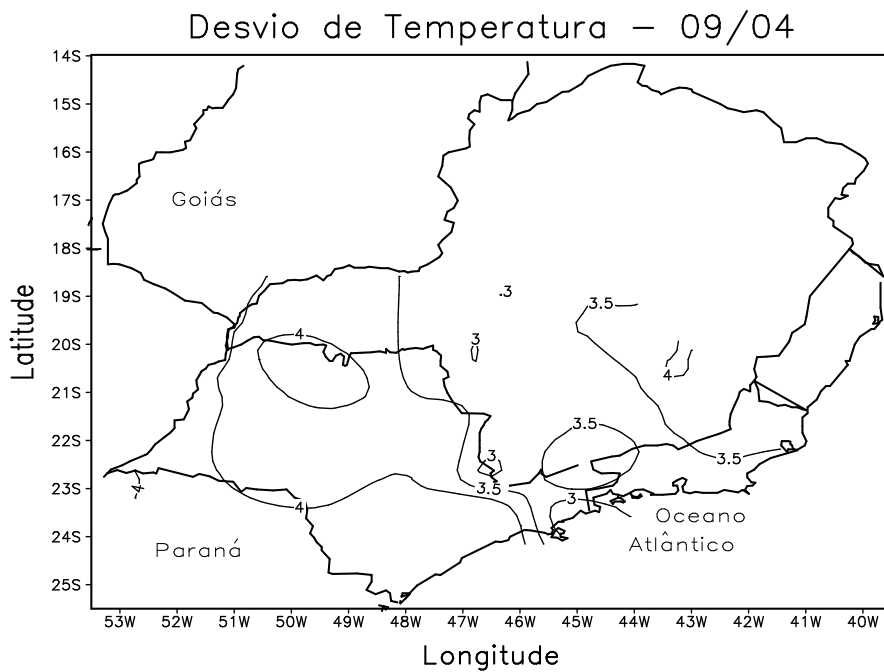 Desvio de Temperatura – 09/04
14S
15S
16S
Goiás
17S
18S
3
19S
3.5
3
4
20S
4
21S
3.5
22S
3
3.5
23S
4
3.5
3
4
Oceano
24S
Paraná
Atlântico
25S
53W 52W 51W 50W 49W 48W 47W 46W 45W 44W 43W 42W 41W 40W
Longitude
Latitude